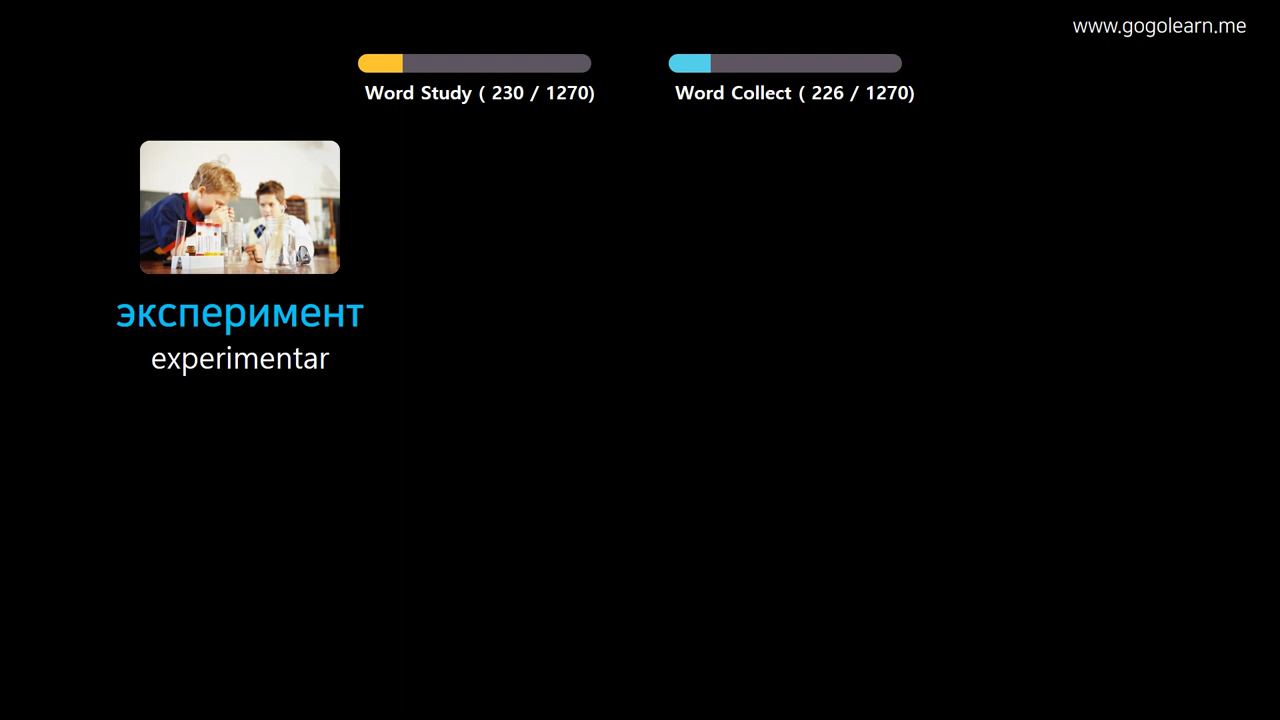 www.gogolearn.me
Word Study ( 230 / 1270)
Word Collect ( 226 / 1270)
эксперимент
experimentar